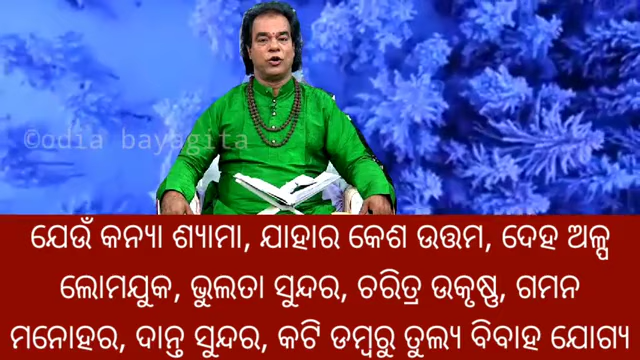 ©odia bayagita
ଯେଉଁ କନ୍ୟା ଶ୍ୟାମା, ଯାହାର କେଶ ଉତ୍ତମ, ଦେହ ଅଳ୍ପ
ଲୋମଯୁକ, ଭୁଲତା ସୁନ୍ଦର, ଚରିତ୍ର ଉତ୍କୃଷ୍ଣ, ଗମନ
ମନୋହର, ଦାନ୍ତ ସୁନ୍ଦର, କଟି ଡମ୍ବରୁ ତୁଲ୍ୟ ବିବାହ ଯୋଗ୍ୟ